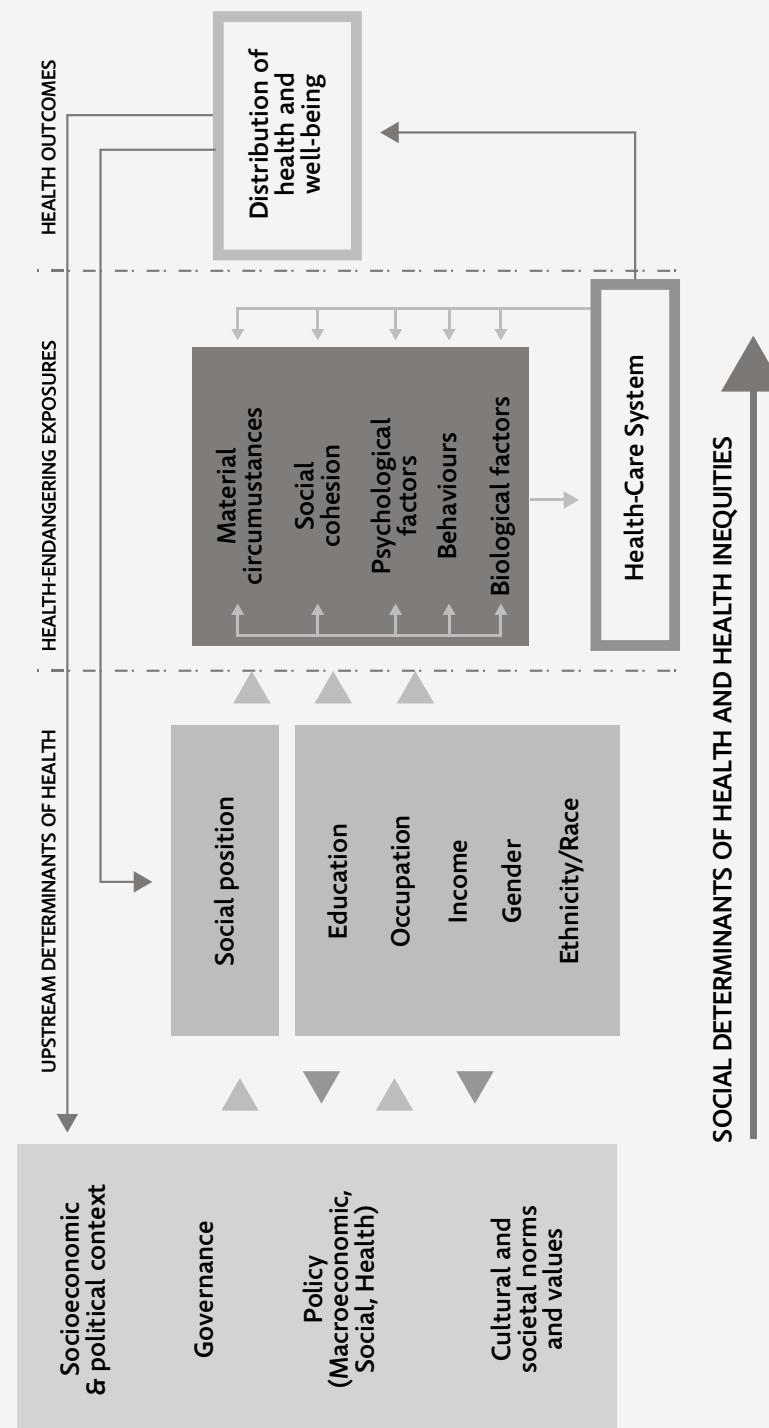 UPSTREAM DETERMINANTS OF HEALTH
HEALTH-ENDANGERING EXPOSURES
HEALTH OUTCOMES
Socioeconomic
& political context
Governance
Policy
(Macroeconomic,
Social, Health)
Cultural and
societal norms
and values
Social position
Education
Occupation
Income
Gender
Ethnicity/Race
Material
circumustances
Social
cohesion
Psychological
factors
Behaviours
Biological factors
Health-Care System
Distribution of
health and
well-being
SOCIAL DETERMINANTS OF HEALTH AND HEALTH INEQUITIES